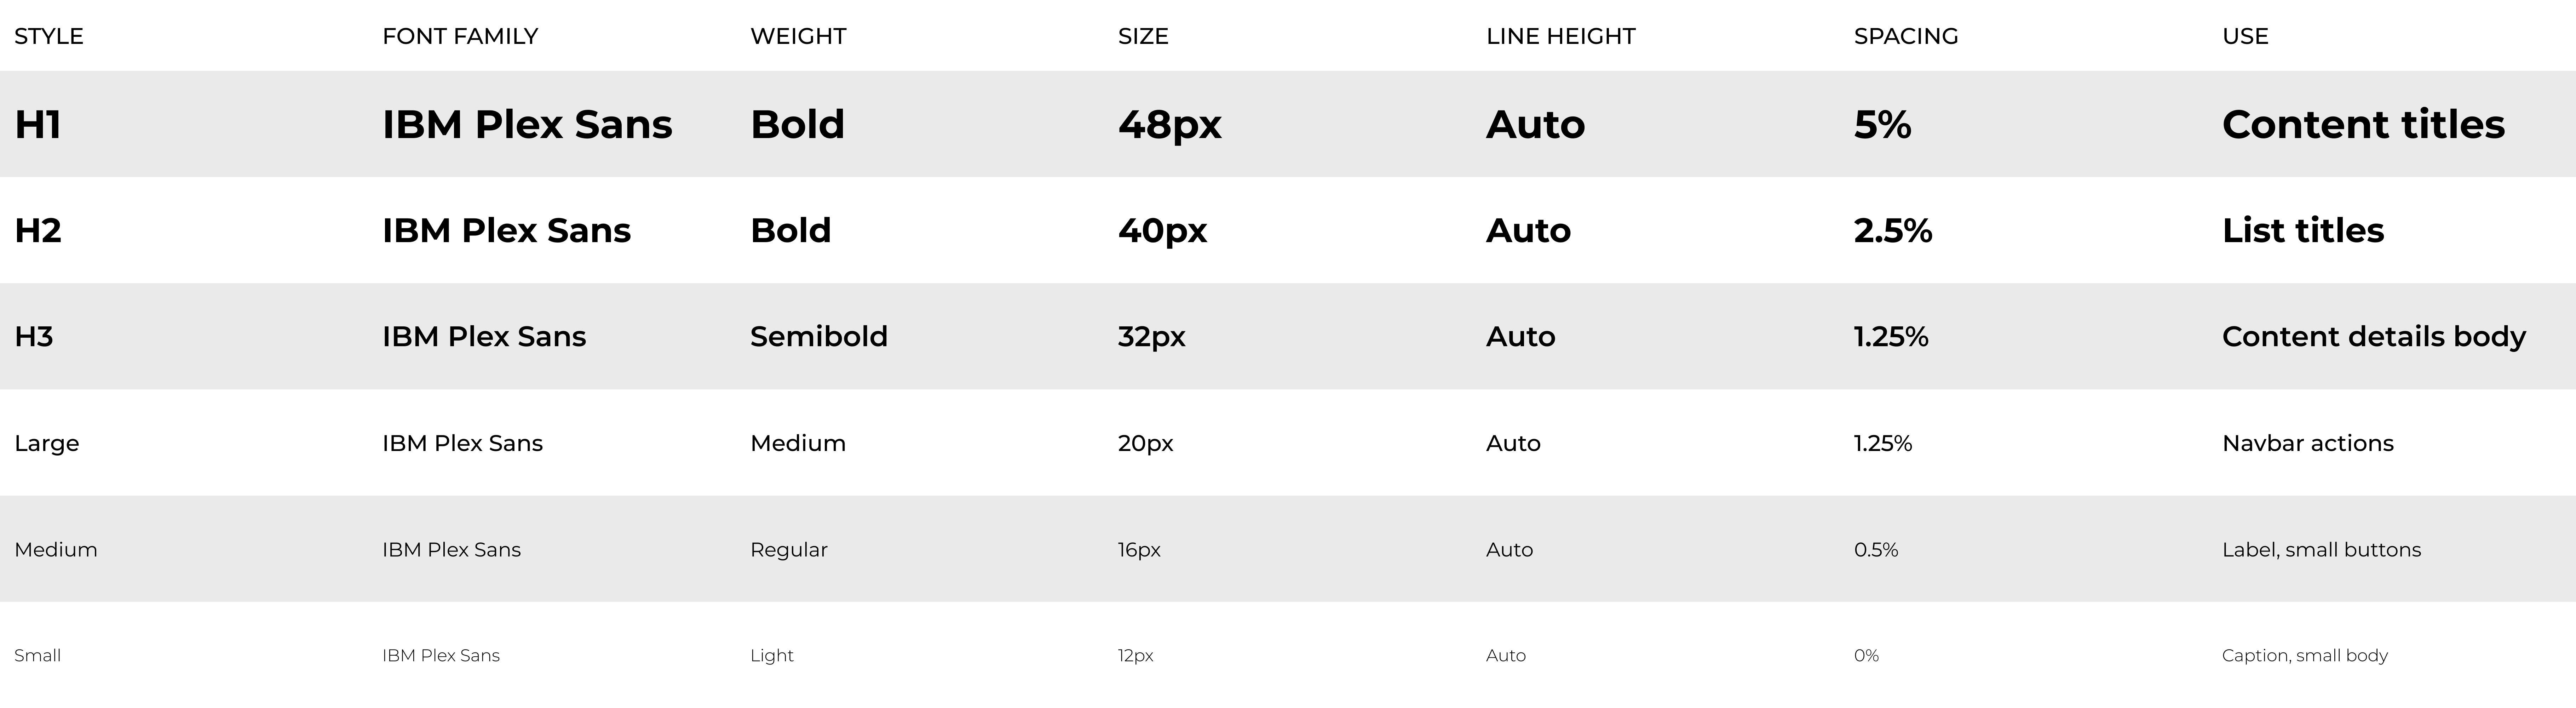 STYLE FONT FAMILY WEIGHT SIZE LINE HEIGHT SPACING USE
H1 IBM Plex Sans Bold 48px Auto 5% Content titles
H2 IBM Plex Sans Bold 40px Auto 2.5% List titles
H3 IBM Plex Sans Semibold 32px Auto 1.25% Content details body
Large IBM Plex Sans Medium 20px Auto 1.25% Navbar actions
Medium IBM Plex Sans Regular 16px Auto 0.5% Label, small buttons
Small IBM Plex Sans Light 12px Auto 0% Caption, small body